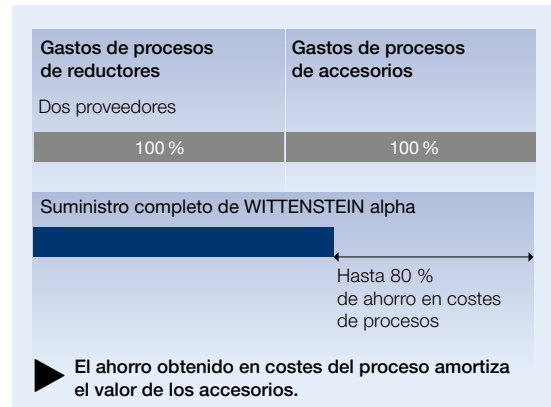 Gastos de procesos
de reductores
Gastos de procesos
de accesorios
Dos proveedores
100 %
100 %
Suministro completo de WITTENSTEIN alpha
Hasta 80 %
de ahorro en costes
de procesos
El ahorro obtenido en costes del proceso amortiza
el valor de los accesorios.